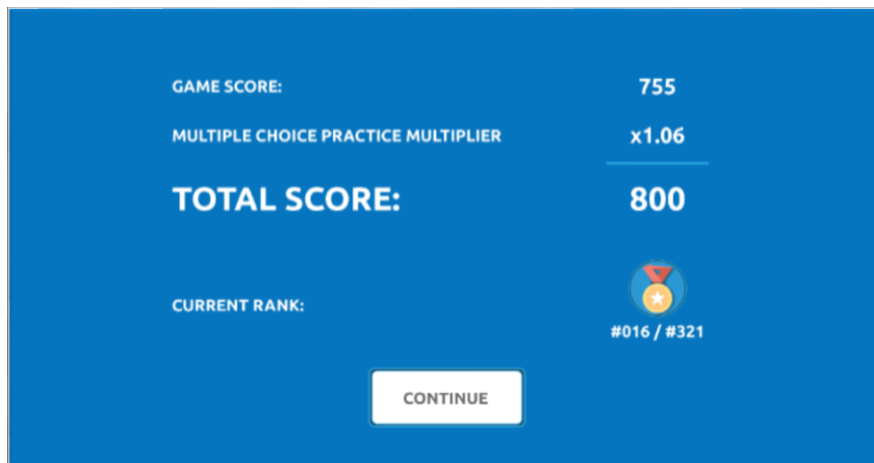 GAME SCORE: 755
MULTIPLE CHOICE PRACTICE MULTIPLIER x1.06
TOTAL SCORE: 800
CURRENT RANK:
#016 / #321
CONTINUE